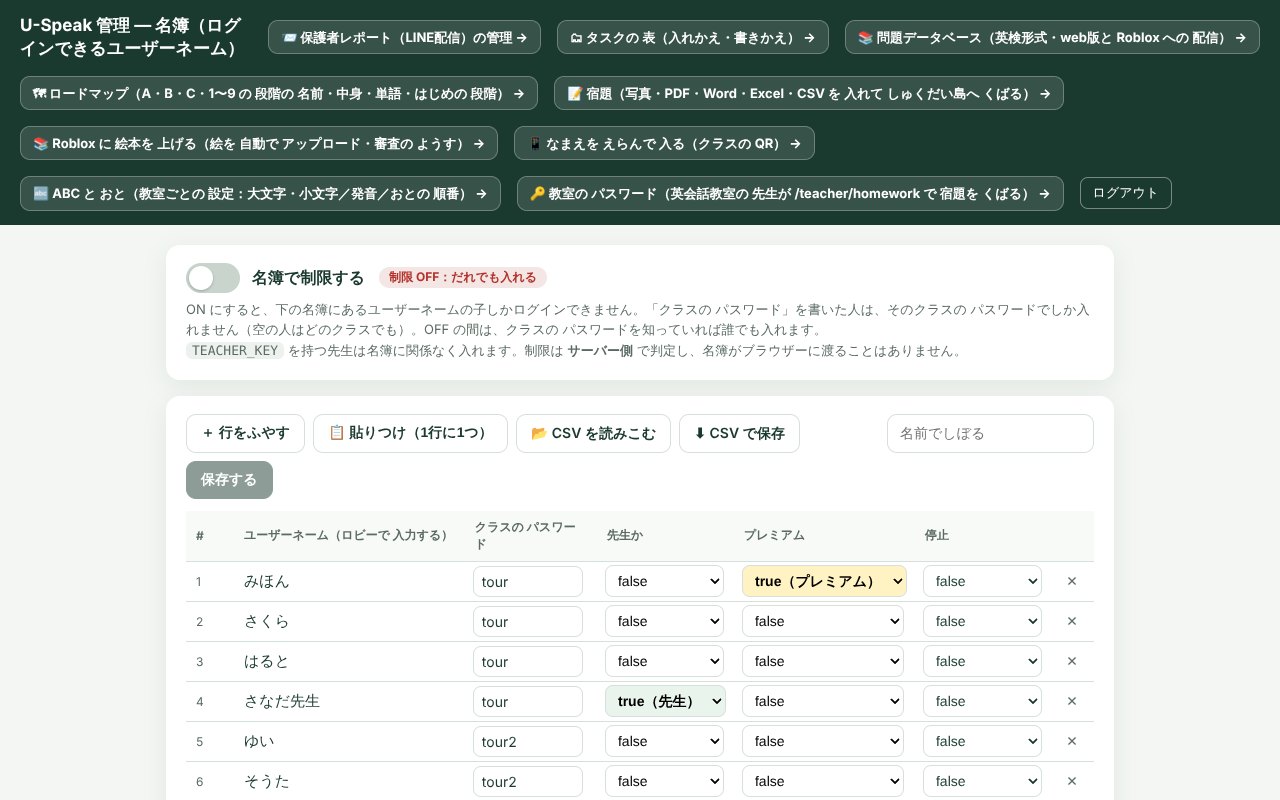 U-Speak 管理 — 名簿（ログ
インできるユーザーネーム）
📨 保護者レポート（LINE配信）の管理 →
🗂 タスクの 表（入れかえ・書きかえ） →
📚 問題データベース（英検形式・web版と Roblox への 配信） →
🗺 ロードマップ（A・B・C・1〜9 の 段階の 名前・中身・単語・はじめの 段階） →
📝 宿題（写真・PDF・Word・Excel・CSV を 入れて しゅくだい島へ くばる） →
📚 Roblox に 絵本を 上げる（絵を 自動で アップロード・審査の ようす） →
📱 なまえを えらんで 入る（クラスの QR） →
🔤 ABC と おと（教室ごとの 設定：大文字・小文字／発音／おとの 順番） →
🔑 教室の パスワード（英会話教室の 先生が /teacher/homework で 宿題を くばる） →
ログアウト
名簿で制限する
制限 OFF：だれでも入れる
ON にすると、下の名簿にあるユーザーネームの子しかログインできません。「クラスの パスワード」を書いた人は、そのクラスの パスワードでしか入
れません（空の人はどのクラスでも）。OFF の間は、クラスの パスワードを知っていれば誰でも入れます。
TEACHER_KEY を持つ先生は名簿に関係なく入れます。制限は サーバー側 で判定し、名簿がブラウザーに渡ることはありません。
＋ 行をふやす
📋 貼りつけ（1行に1つ）
📂 CSV を読みこむ
⬇ CSV で保存
名前でしぼる
保存する
# ユーザーネーム（ロビーで 入力する） クラスの パスワー
ド 先生か プレミアム 停止
1 みほん tour false true（プレミアム） false ✕
2 さくら tour false false false ✕
3 はると tour false false false ✕
4 さなだ先生 tour true（先生） false false ✕
5 ゆい tour2 false false false ✕
6 そうた tour2 false false false ✕